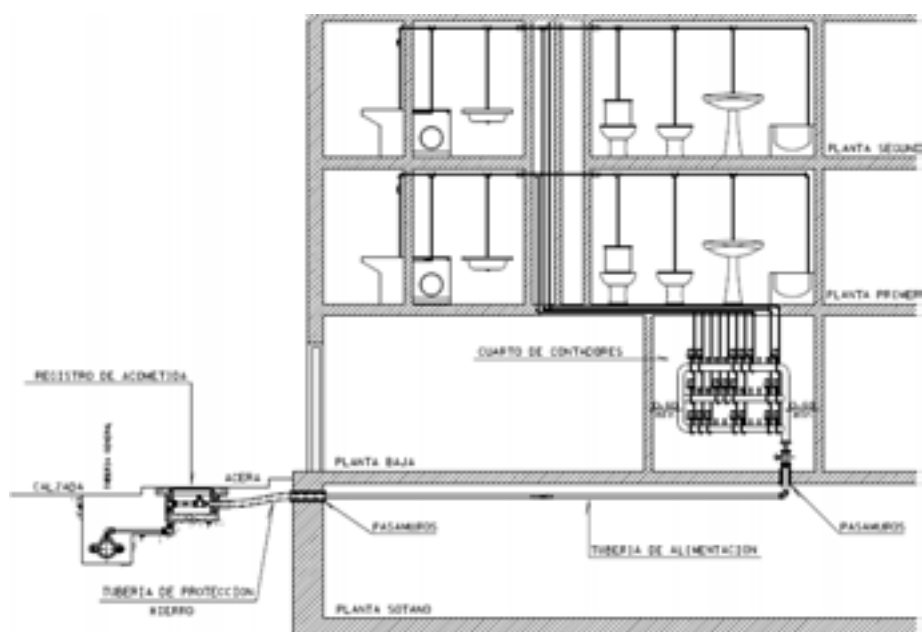 PLANTA SEGUND
PLANTA PRIMER
CUARTO DE CONTADORES
REGISTRO DE ACOMETIDA
PLANTA BAJA
ACERA
CALZADA
PASAMUROS
PASAMUROS
TUBERIA DE ALIMENTACION
TUBERIA DE PROTECCION
HIERRO
PLANTA SOTANO